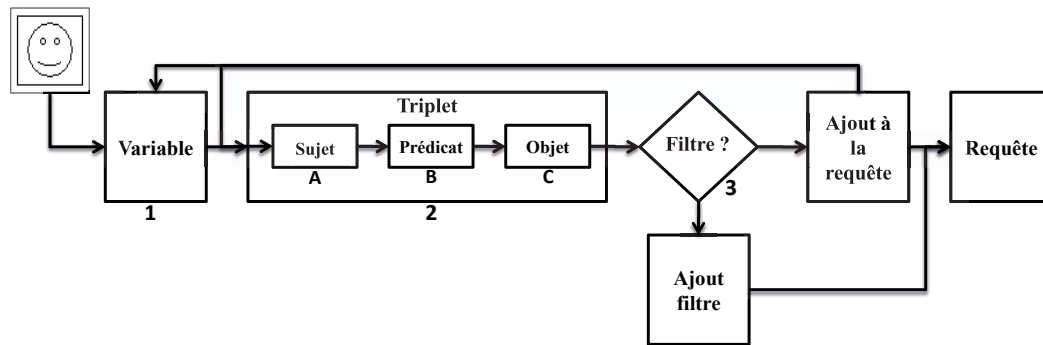 Triplet
Variable
Sujet
Prédicat
Objet
Filtre ?
Ajout à
la
requête
Requête
A
B
C
3
1
2
Ajout
filtre